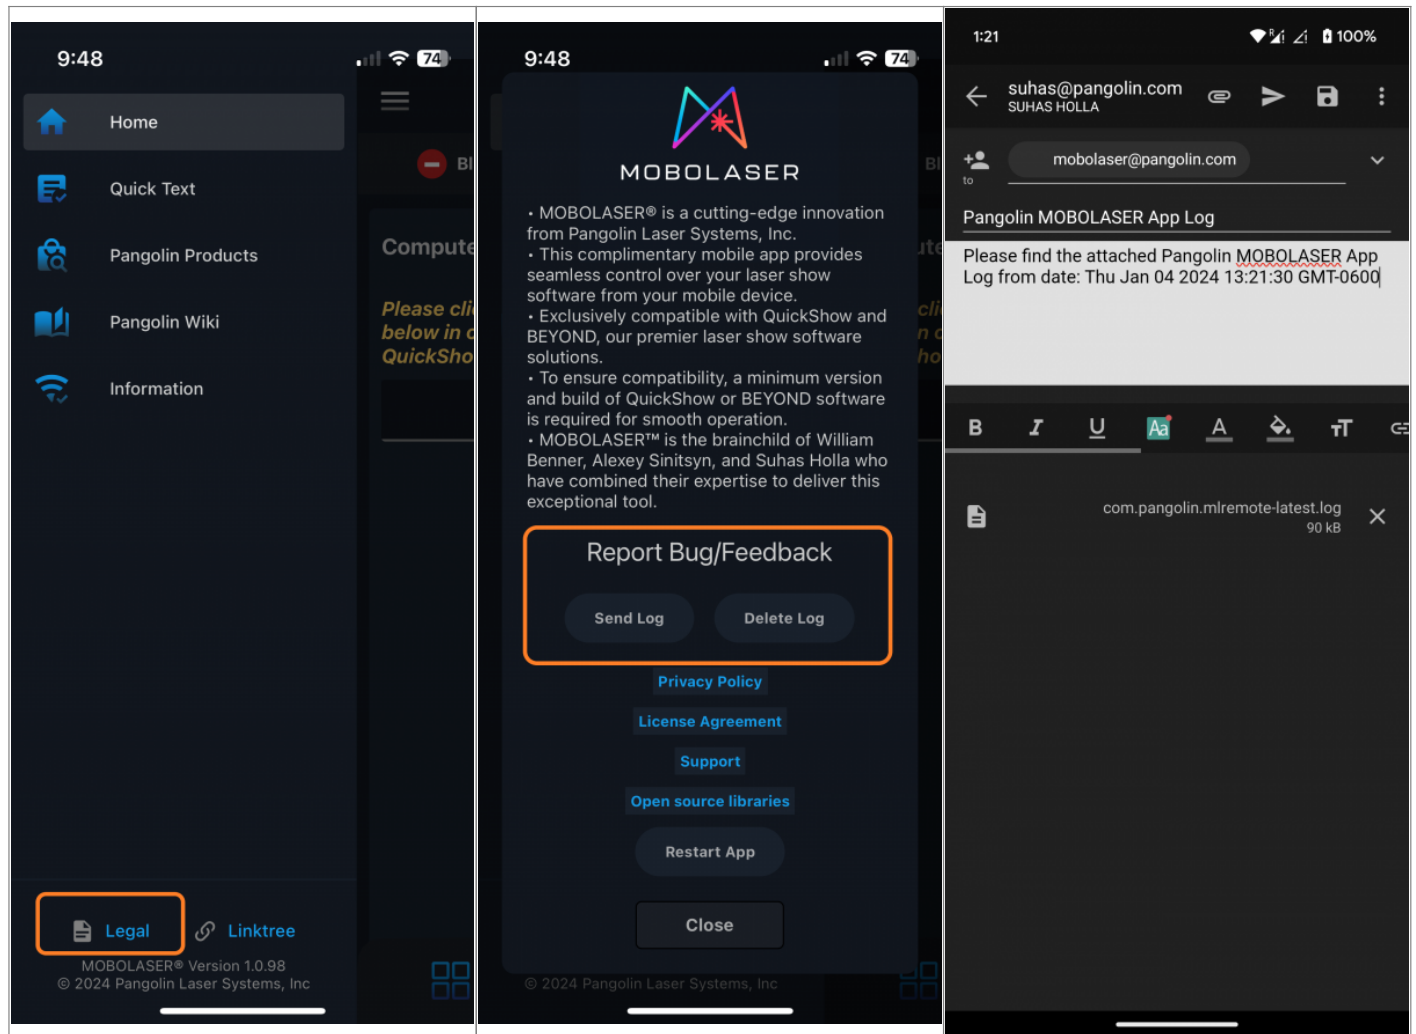 9:48
74
Home
Quick Text
Pangolin Products
Pangolin Wiki
Information
Bl
Compute
Please cli
below in c
QuickSho
Legal
Linktree
MOBOLASER® Version 1.0.98
© 2024 Pangolin Laser Systems, Inc
9:48
74
MOBOLASER
• MOBOLASER® is a cutting-edge innovation
from Pangolin Laser Systems, Inc.
• This complimentary mobile app provides
seamless control over your laser show
software from your mobile device.
• Exclusively compatible with QuickShow and
BEYOND, our premier laser show software
solutions.
• To ensure compatibility, a minimum version
and build of QuickShow or BEYOND software
is required for smooth operation.
• MOBOLASER™ is the brainchild of William
Benner, Alexey Sinitsyn, and Suhas Holla who
have combined their expertise to deliver this
exceptional tool.
Report Bug/Feedback
Send Log
Delete Log
Privacy Policy
License Agreement
Support
Open source libraries
Restart App
Close
© 2024 Pangolin Laser Systems, Inc
1:21
100%
suhas@pangolin.com
SUHAS HOLLA
to
mobolaser@pangolin.com
Pangolin MOBOLASER App Log
Please find the attached Pangolin MOBOLASER App
Log from date: Thu Jan 04 2024 13:21:30 GMT-0600
B I U Aa A TT
com.pangolin.mlremote-latest.log
90 kB